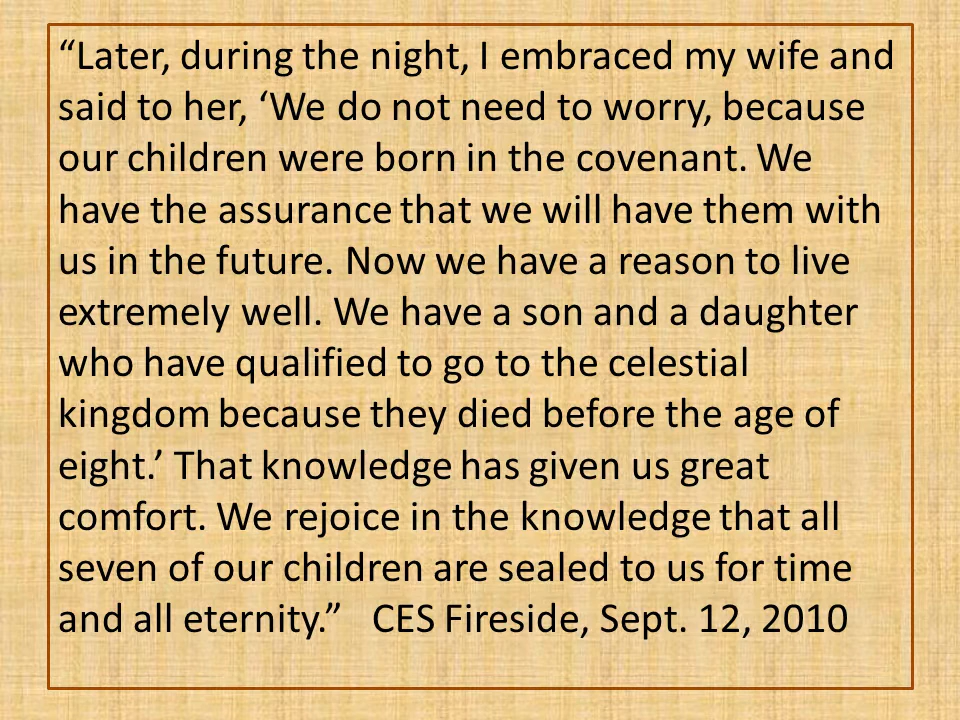 “Later, during the night, I embraced my wife and
said to her, ‘We do not need to worry, because
our children were born in the covenant. We
have the assurance that we will have them with
us in the future. Now we have a reason to live
extremely well. We have a son and a daughter
who have qualified to go to the celestial
kingdom because they died before the age of
eight.’ That knowledge has given us great
comfort. We rejoice in the knowledge that all
seven of our children are sealed to us for time
and all eternity.” CES Fireside, Sept. 12, 2010